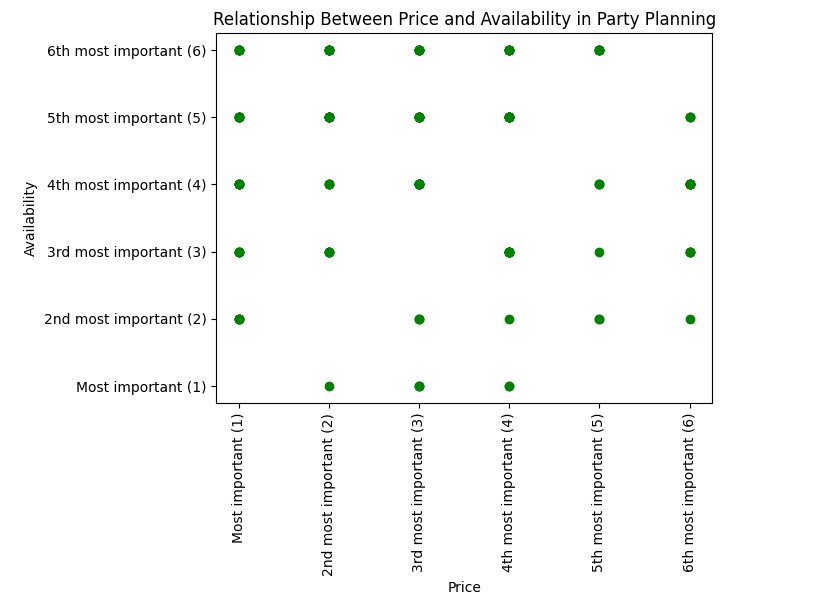 Relationship Between Price and Availability in Party Planning
6th most important (6)
5th most important (5)
4th most important (4)
3rd most important (3)
2nd most important (2)
Most important (1)
Availability
Most important (1)
2nd most important (2)
3rd most important (3)
4th most important (4)
5th most important (5)
6th most important (6)
Price